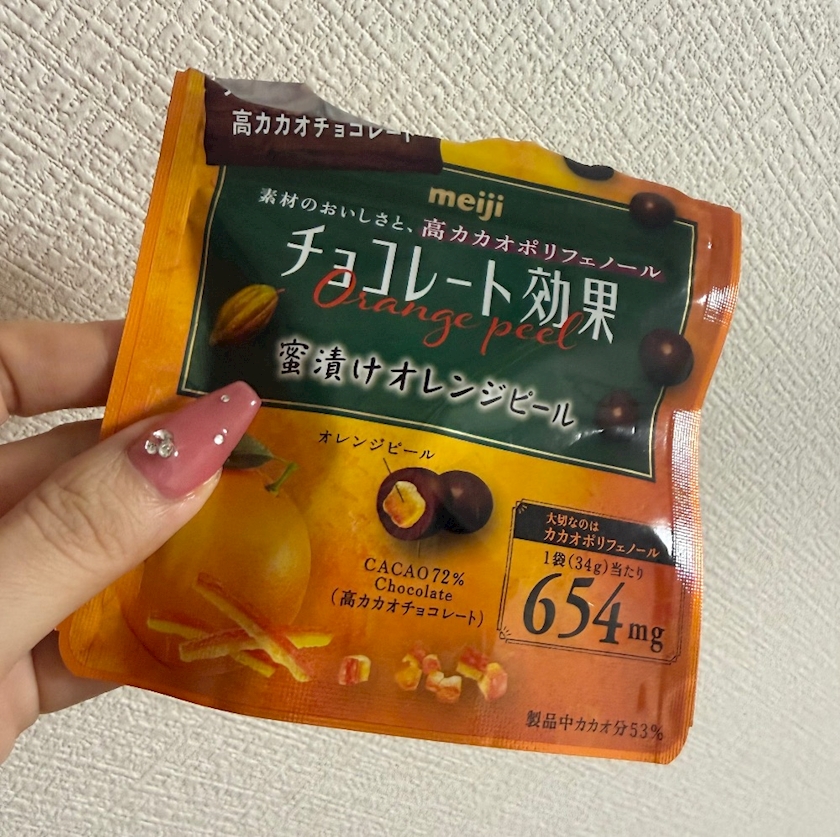 高カカオチョコレート
meiji
素材のおいしさと、高カカオポリフェノール
チョコレート効果
Orange peel
蜜漬けオレンジピール
オレンジピール
CACAO 72%
Chocolate
(高カカオチョコレート)
大切なのは
カカオポリフェノール
1袋(34g)当たり
654mg
製品中カカオ分53%